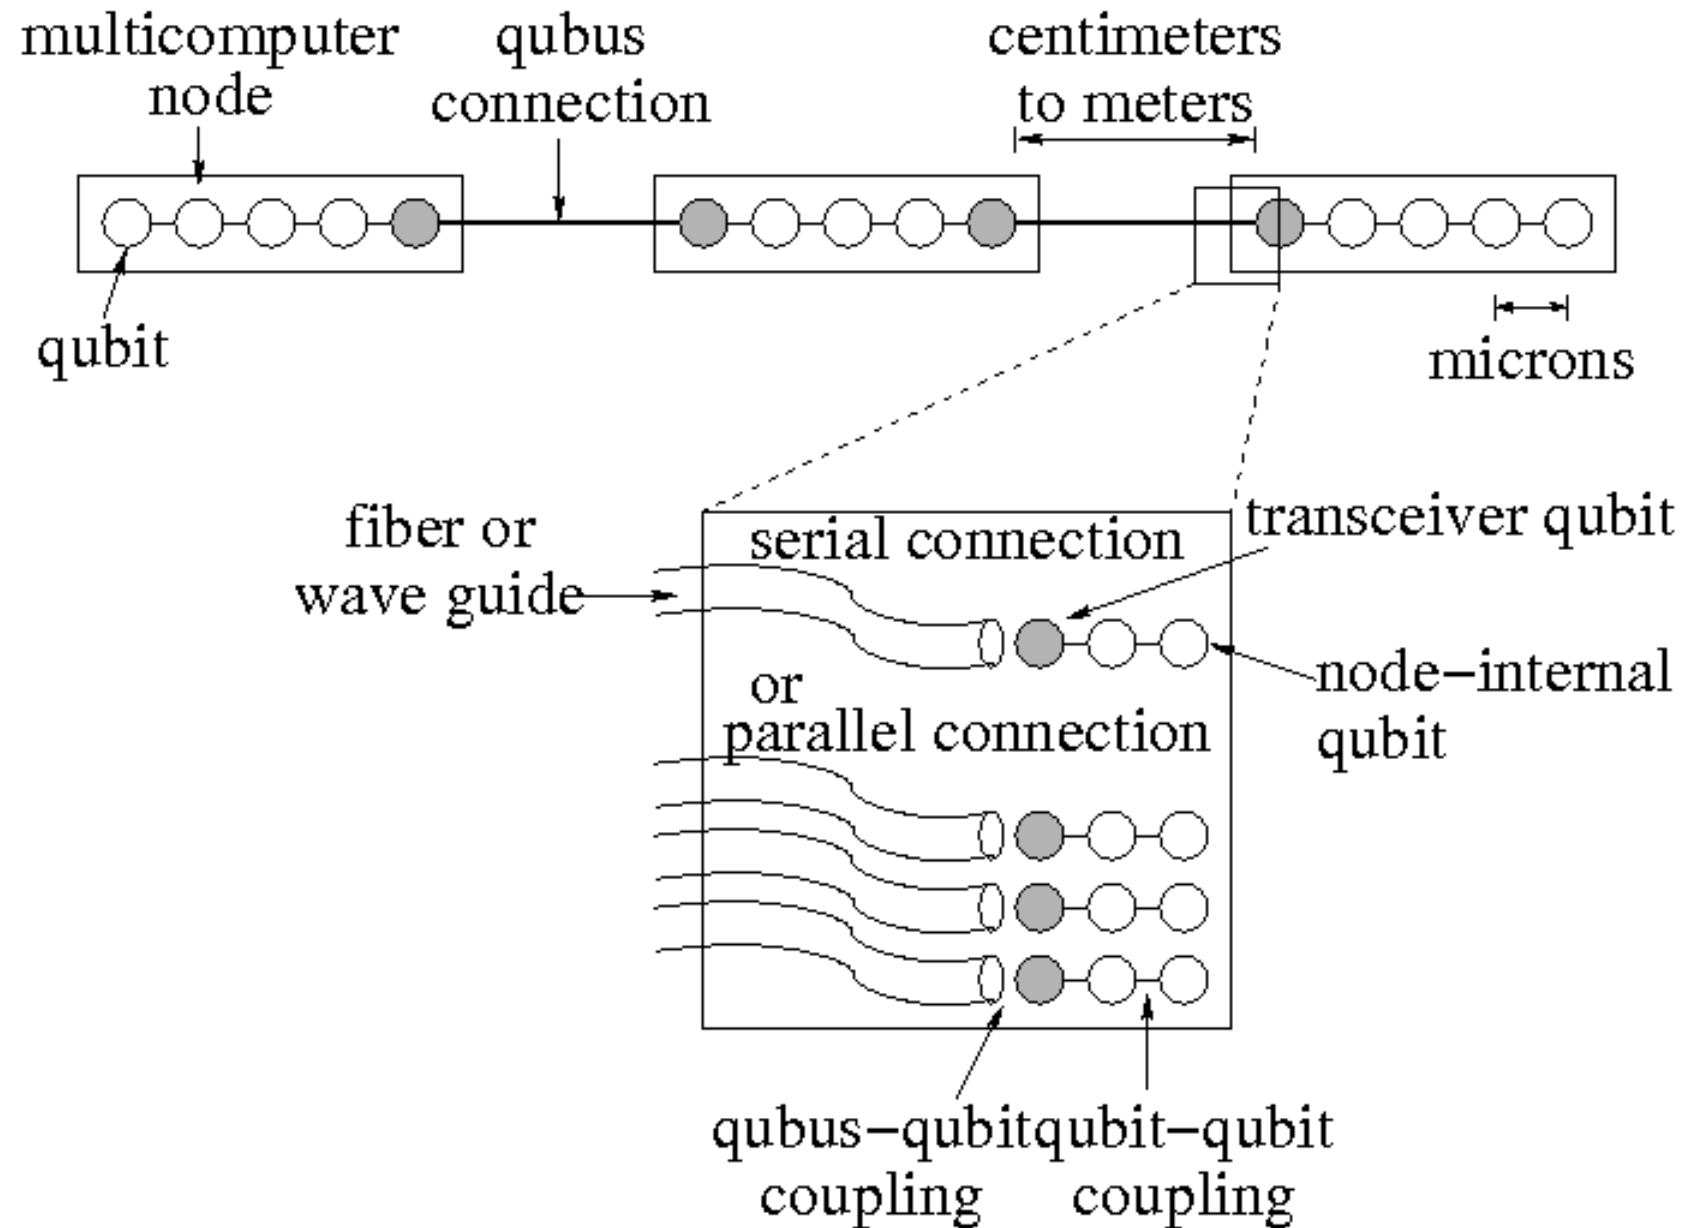 multicomputer
node
qubus
connection
centimeters
to meters
qubit
microns
fiber or
wave guide
serial connection
transceiver qubit
node−internal
qubit
or
parallel connection
qubus−qubit
coupling
qubit−qubit
coupling